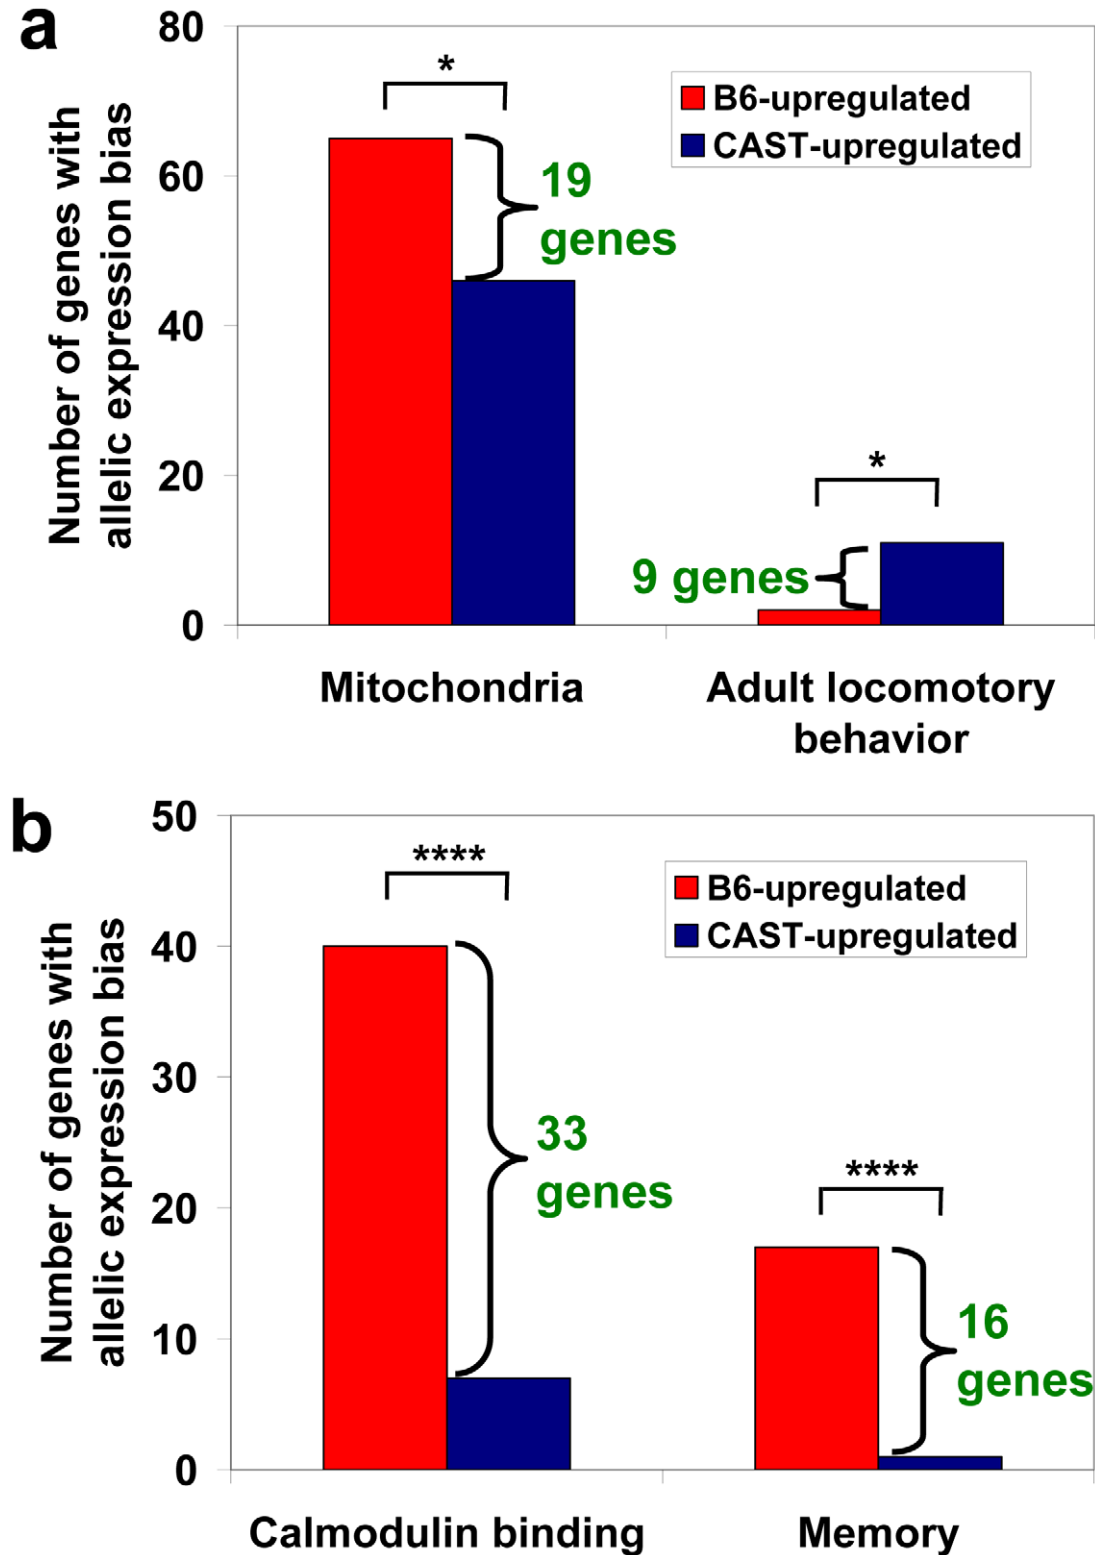 a
Number of genes with
allelic expression bias
80
60
40
20
0
*
B6-upregulated
CAST-upregulated
19
genes
*
9 genes
Mitochondria
Adult locomotory
behavior
b
Number of genes with
allelic expression bias
50
40
30
20
10
0
****
B6-upregulated
CAST-upregulated
33
genes
****
16
genes
Calmodulin binding
Memory